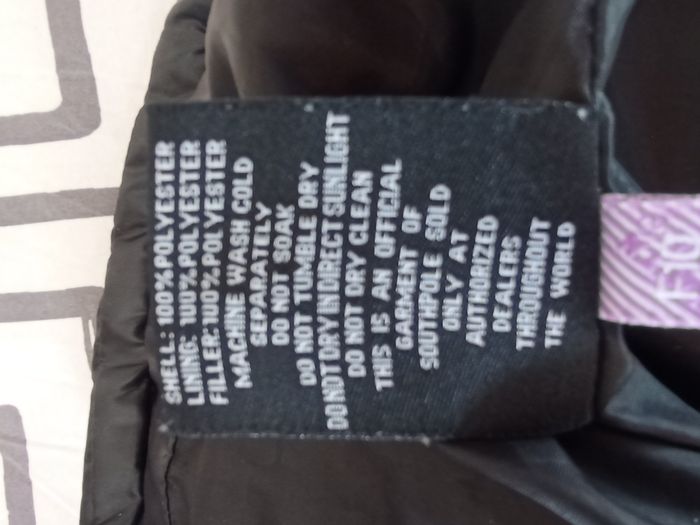 SHELL: 100% POLYESTER
LINING: 100% POLYESTER
FILLER: 100% POLYESTER
MACHINE WASH COLD
SEPARATELY
DO NOT SOAK
DO NOT TUMBLE DRY
DO NOT DRY IN DIRECT SUNLIGHT
DO NOT DRY CLEAN
THIS IS AN OFFICIAL
GARMENT OF
SOUTHPOLE SOLD
ONLY AT
AUTHORIZED
DEALERS
THROUGHOUT
THE WORLD